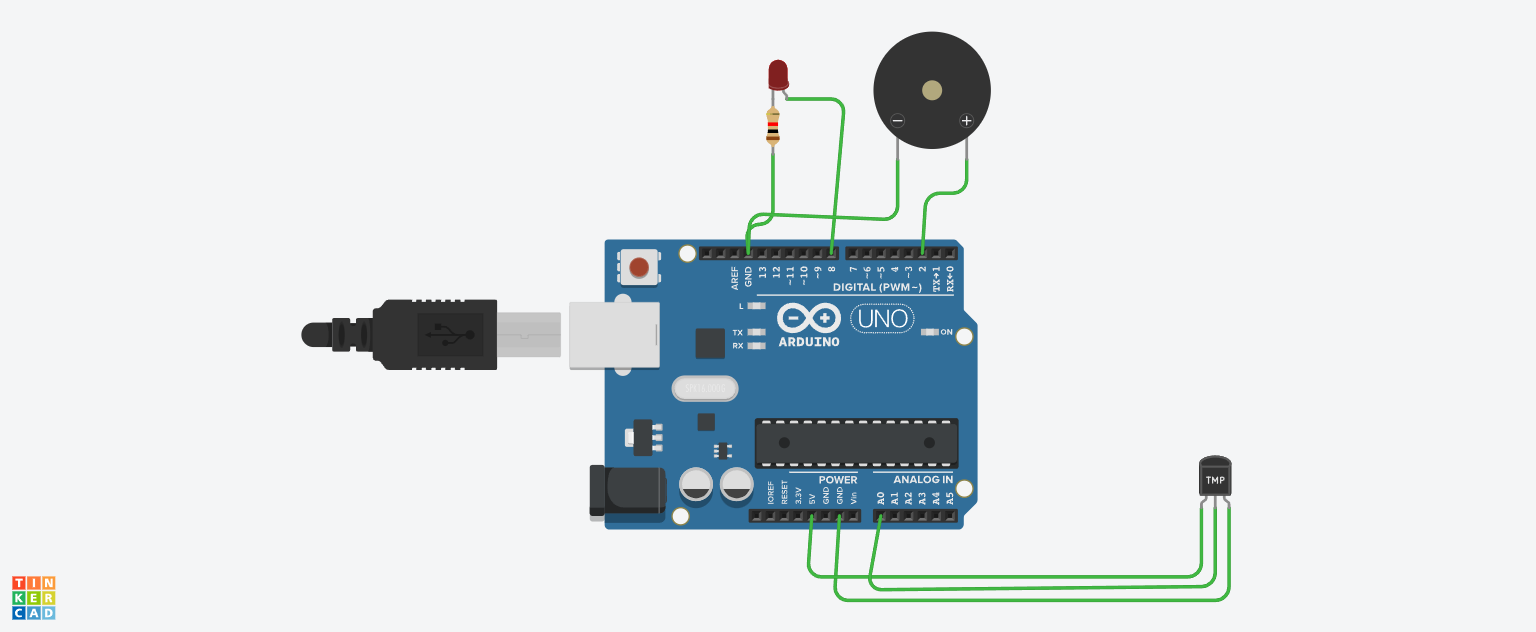 − +
AREF
GND
13
12
~11
~10
~9
8
7
~6
~5
4
~3
2
TX→1
RX←0
DIGITAL (PWM~)
L
TX
RX
UNO
ON
ARDUINO
POWER
ANALOG IN
IOREF
RESET
3.3V
5V
GND
GND
Vin
A0
A1
A2
A3
A4
A5
TMP
TIN
KER
CAD